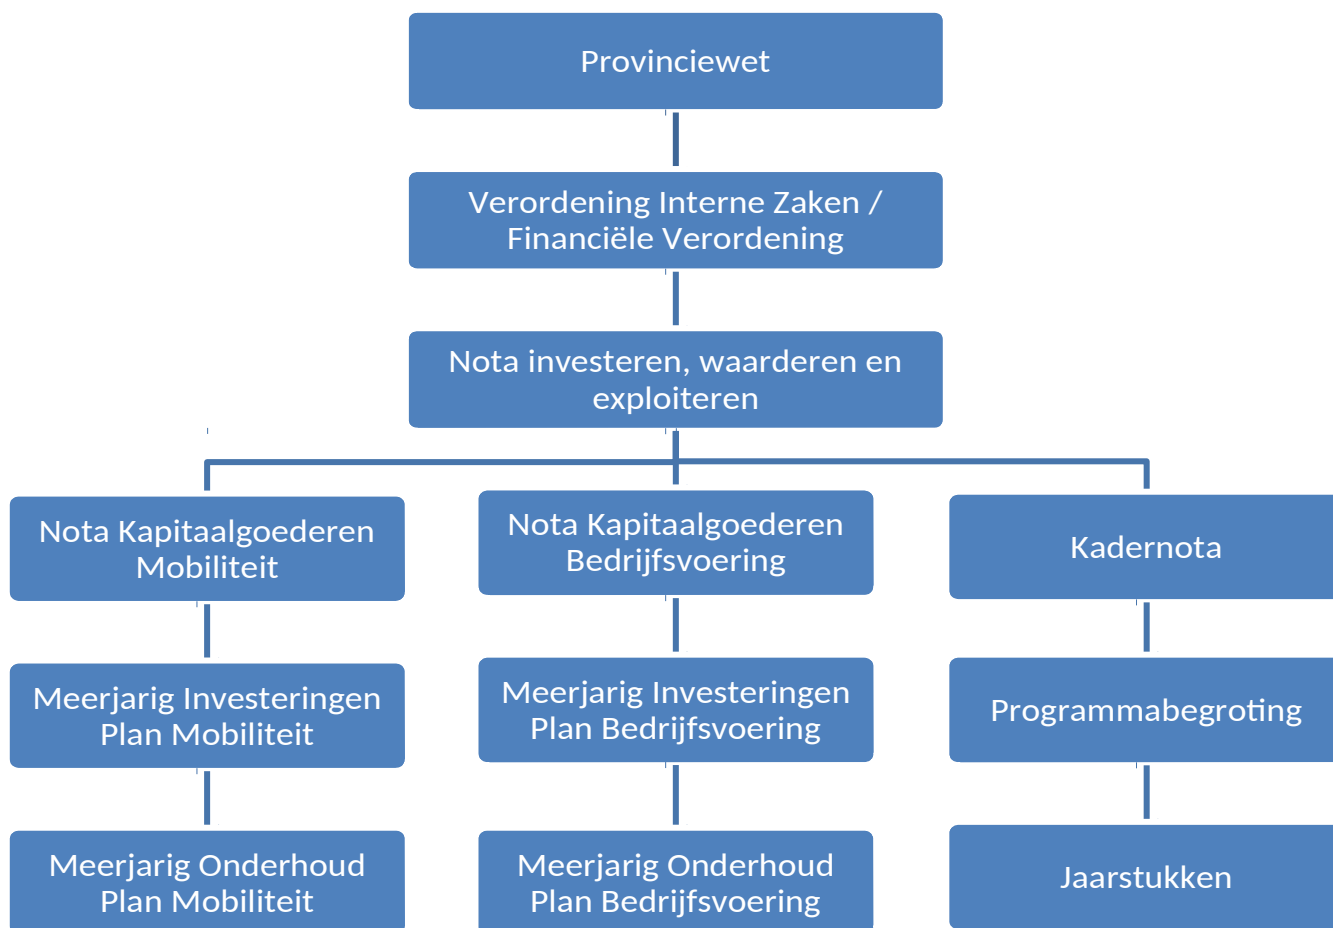 Provinciewet
Verordening Interne Zaken /
Financiële Verordening
Nota investeren, waarderen en
exploiteren
Nota Kapitaalgoederen
Mobiliteit
Nota Kapitaalgoederen
Bedrijfsvoering
Kadernota
Meerjarig Investeringen
Plan Mobiliteit
Meerjarig Investeringen
Plan Bedrijfsvoering
Programmabegroting
Meerjarig Onderhoud
Plan Mobiliteit
Meerjarig Onderhoud
Plan Bedrijfsvoering
Jaarstukken